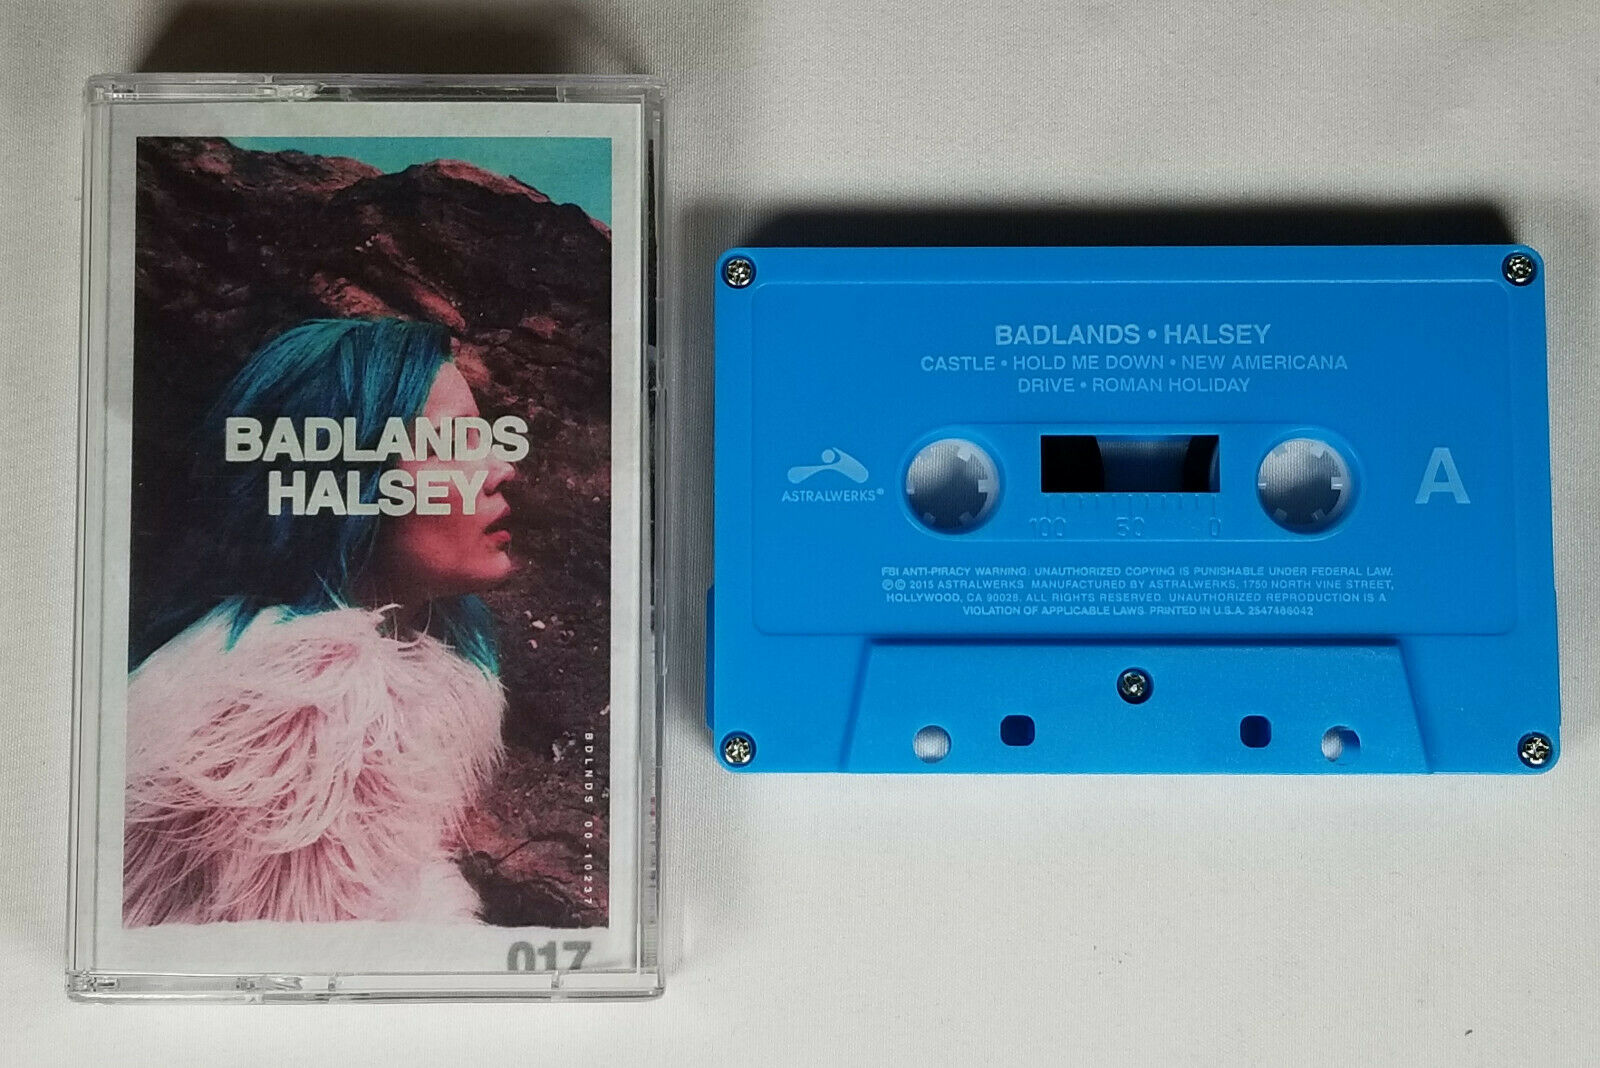 BADLANDS
HALSEY
BDLNDS 00-10237
017
BADLANDS • HALSEY
CASTLE • HOLD ME DOWN • NEW AMERICANA
DRIVE • ROMAN HOLIDAY
ASTRALWERKS®
A
100 50 0
FBI ANTI-PIRACY WARNING: UNAUTHORIZED COPYING IS PUNISHABLE UNDER FEDERAL LAW.
℗© 2015 ASTRALWERKS. MANUFACTURED BY ASTRALWERKS, 1750 NORTH VINE STREET,
HOLLYWOOD, CA 90028. ALL RIGHTS RESERVED. UNAUTHORIZED REPRODUCTION IS A
VIOLATION OF APPLICABLE LAWS. PRINTED IN U.S.A. 2547466042